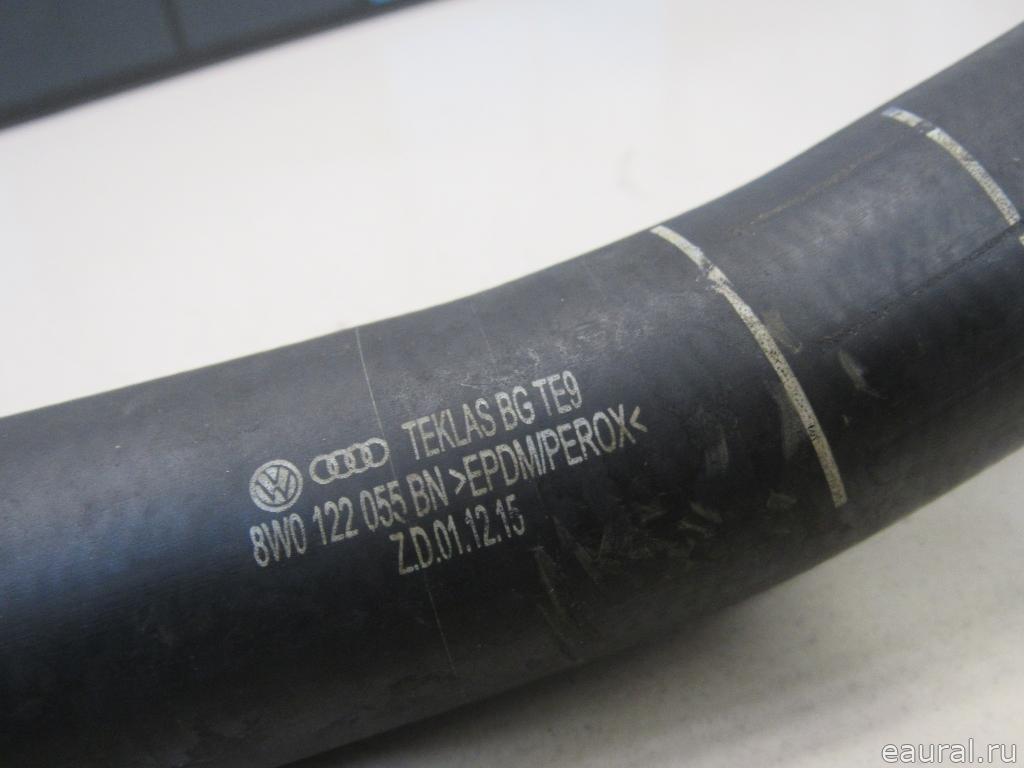 TEKLAS BG TE9
8W0 122 055 BN >EPDM/PEROX<
Z.D.01.12.15
eaural.ru